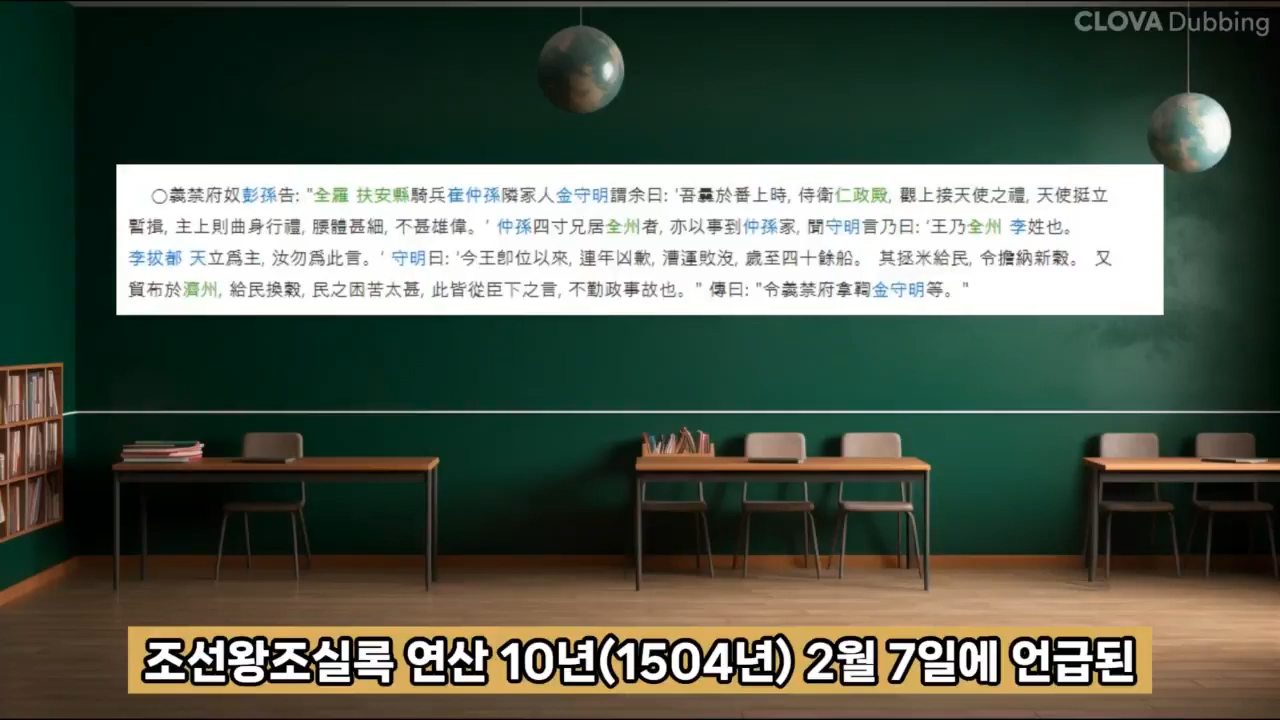 CLOVA Dubbing
○義禁府奴彭孫告: "全羅 扶安縣騎兵崔仲孫隣家人金守明謂余曰: '吾曩於番上時, 侍衛仁政殿, 觀上接天使之禮, 天使挺立
暫揖, 主上則曲身行禮, 腰體甚細, 不甚雄偉。' 仲孫四寸兄居全州者, 亦以事到仲孫家, 聞守明言乃曰: '王乃全州 李姓也。
李拔都 天立爲主, 汝勿爲此言。' 守明曰: '今王卽位以來, 連年凶歉, 漕運敗沒, 歲至四十餘船。 其拯米給民, 令擔納新穀。 又
貿布於濟州, 給民換穀, 民之困苦太甚, 此皆從臣下之言, 不勤政事故也。" 傳曰: "令義禁府拿鞫金守明等。"
조선왕조실록 연산 10년(1504년) 2월 7일에 언급된